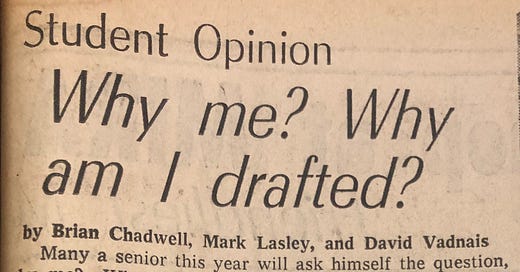 Student Opinion
Why me? Why
am I drafted?
by Brian Chadwell, Mark Lasley, and David Vadnais
Many a senior this year will ask himself the question,